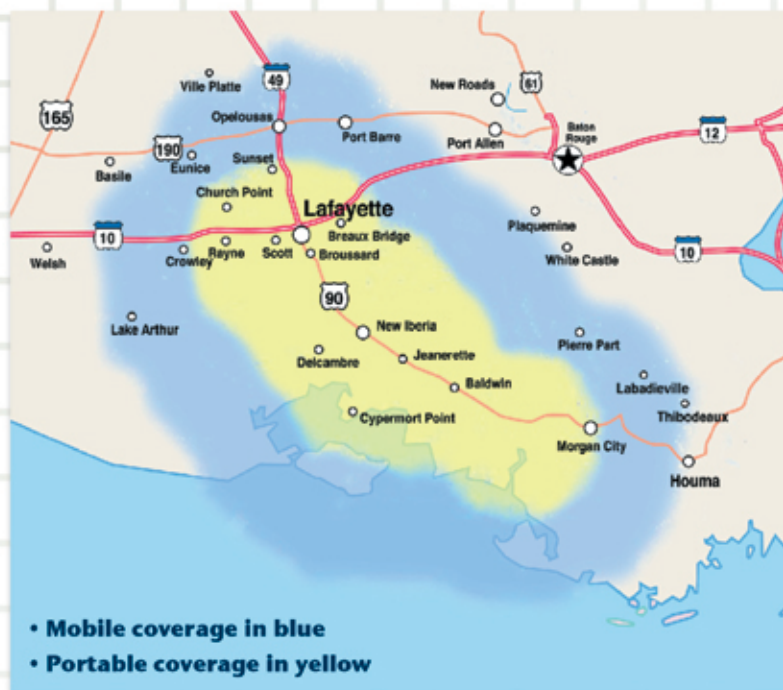 61
49
Ville Platte
New Roads
165
Opelousas
12
Port Barre
Port Allen
Baton
Rouge
190
Eunice
Sunset
Basile
Church Point
Lafayette
Plaquemine
Breaux Bridge
10
Welsh
Crowley
Rayne
Scott
Broussard
White Castle
10
90
Lake Arthur
New Iberia
Pierre Part
Delcambre
Jeanerette
Baldwin
Labadieville
Cypermort Point
Thibodeaux
Morgan City
Houma
• Mobile coverage in blue
• Portable coverage in yellow